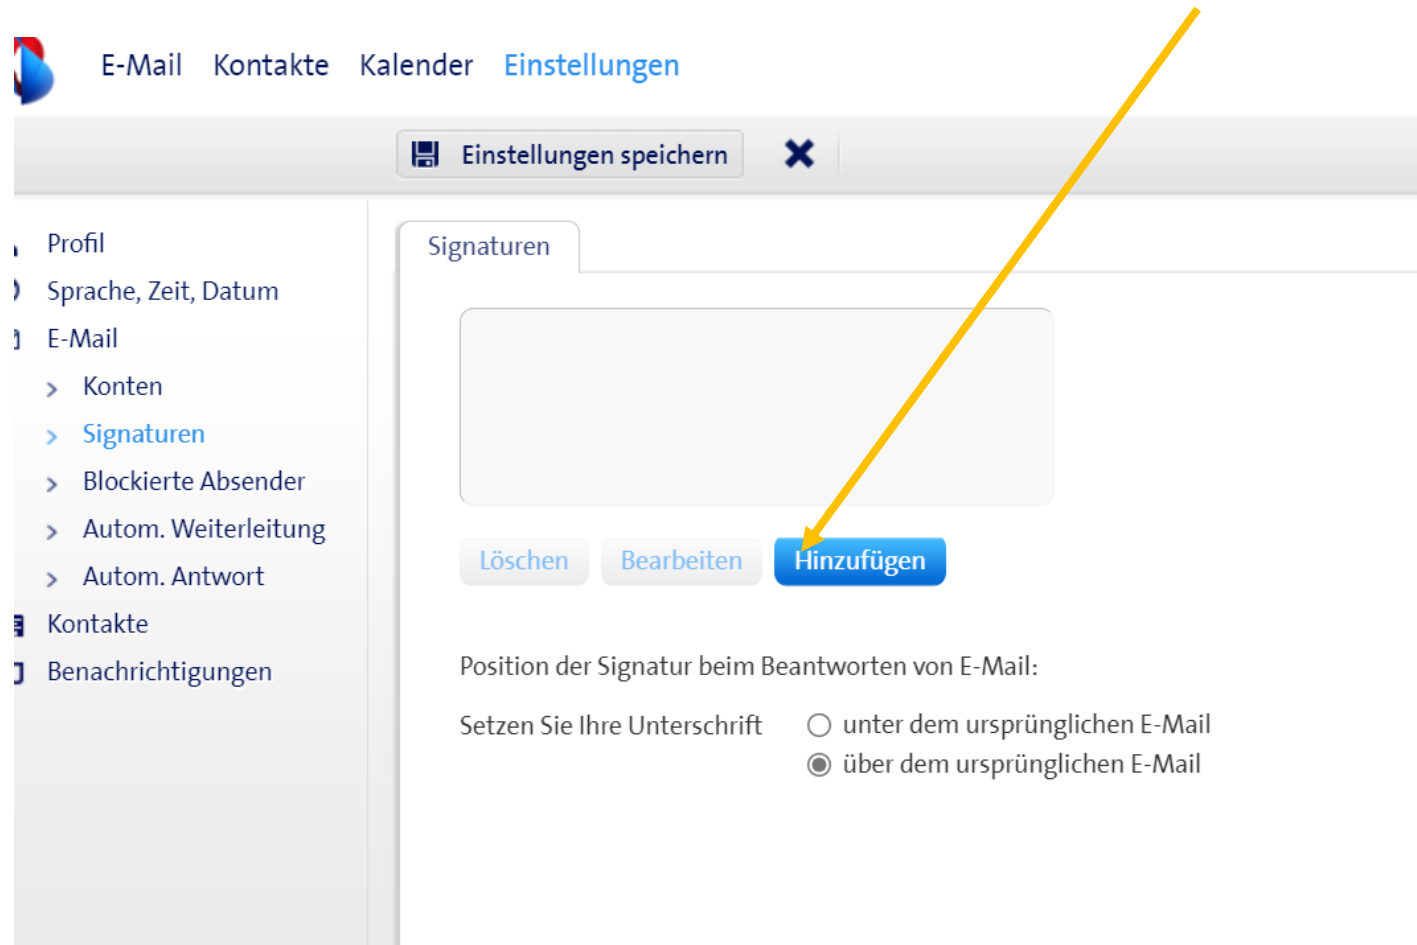 E-Mail Kontakte Kalender Einstellungen
Einstellungen speichern
Profil
Sprache, Zeit, Datum
E-Mail
Konten
Signaturen
Blockierte Absender
Autom. Weiterleitung
Autom. Antwort
Kontakte
Benachrichtigungen
Signaturen
Löschen Bearbeiten Hinzufügen
Position der Signatur beim Beantworten von E-Mail:
Setzen Sie Ihre Unterschrift unter dem ursprünglichen E-Mail
über dem ursprünglichen E-Mail